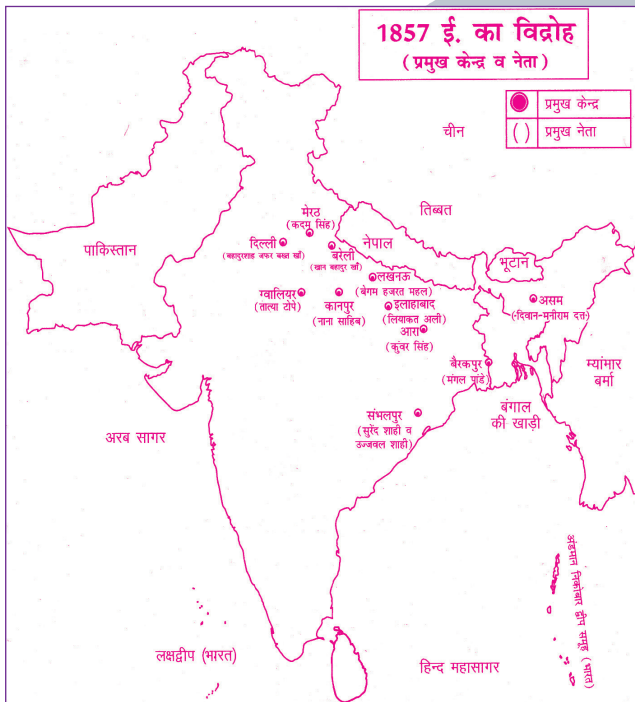 1857 ई. का विद्रोह
(प्रमुख केन्द्र व नेता)
प्रमुख केन्द्र
( ) प्रमुख नेता
चीन
तिब्बत
मेरठ
(कदम सिंह)
पाकिस्तान
दिल्ली
(बहादुरशाह जफर बख्त खाँ)
बरेली
(खान बहादुर खाँ)
नेपाल
भूटान
लखनऊ
(बेगम हजरत महल)
ग्वालियर
(तात्या टोपे)
कानपुर
(नाना साहिब)
इलाहाबाद
(लियाकत अली)
असम
(दिवान-मनीराम दत्त)
आरा
(कुंवर सिंह)
बैरकपुर
(मंगल पांडे)
म्यांमार
बर्मा
संभलपुर
(सुरेंद शाही व
उज्जवल शाही)
बंगाल
की खाड़ी
अरब सागर
अंडमान निकोबार द्वीप समूह (भारत)
लक्षद्वीप (भारत)
हिन्द महासागर